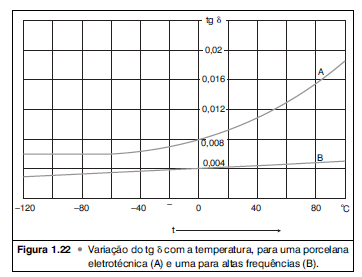 tg δ
0,02
0,016
A
0,012
0,008
0,004
B
–120 –80 –40 – 0 40 80 °C
t
Figura 1.22 • Variação do tg δ com a temperatura, para uma porcelana
eletrotécnica (A) e uma para altas frequências (B).